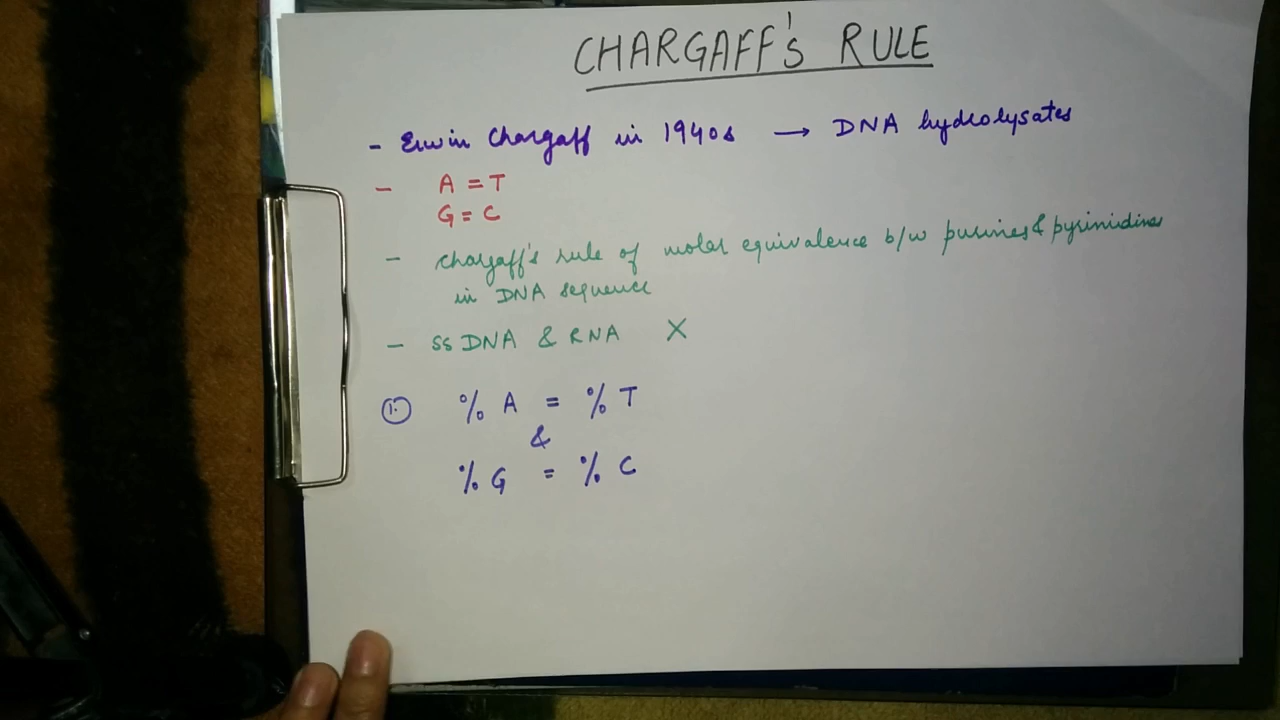 CHARGAFF's RULE
- Erwin Chargaff in 1940s → DNA hydrolysates
- A = T
G = C
- chargaff's rule of molar equivalence b/w purines & pyrimidines
in DNA sequence
- ss DNA & RNA X
1. % A = % T
&
% G = % C